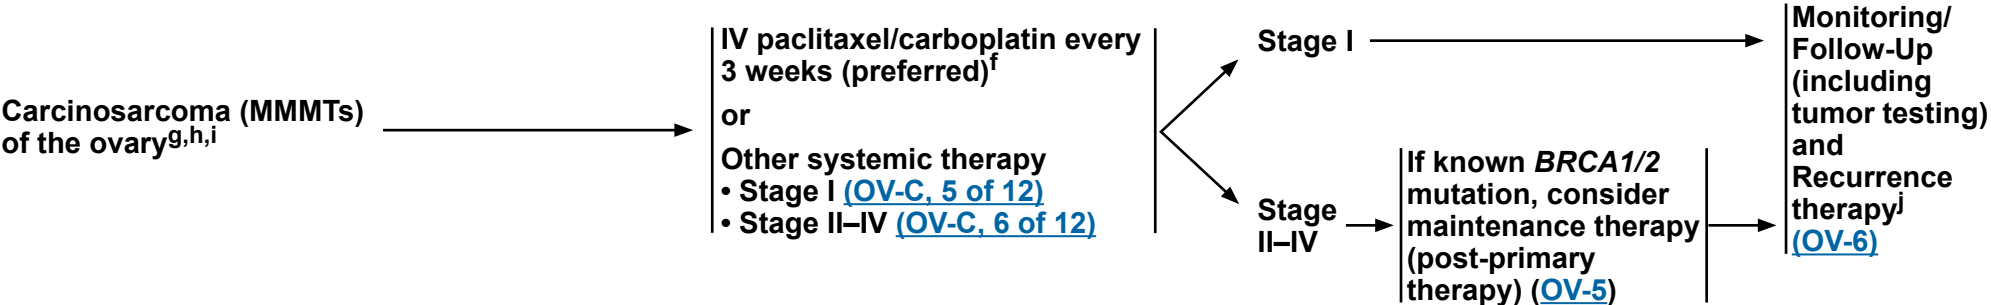 Carcinosarcoma (MMMTs)
of the ovaryg,h,i
IV paclitaxel/carboplatin every
3 weeks (preferred)f
or
Other systemic therapy
• Stage I (OV-C, 5 of 12)
• Stage II–IV (OV-C, 6 of 12)
Stage I
Stage
II–IV
If known BRCA1/2
mutation, consider
maintenance therapy
(post-primary
therapy) (OV-5)
Monitoring/
Follow-Up
(including
tumor testing)
and
Recurrence
therapyj
(OV-6)